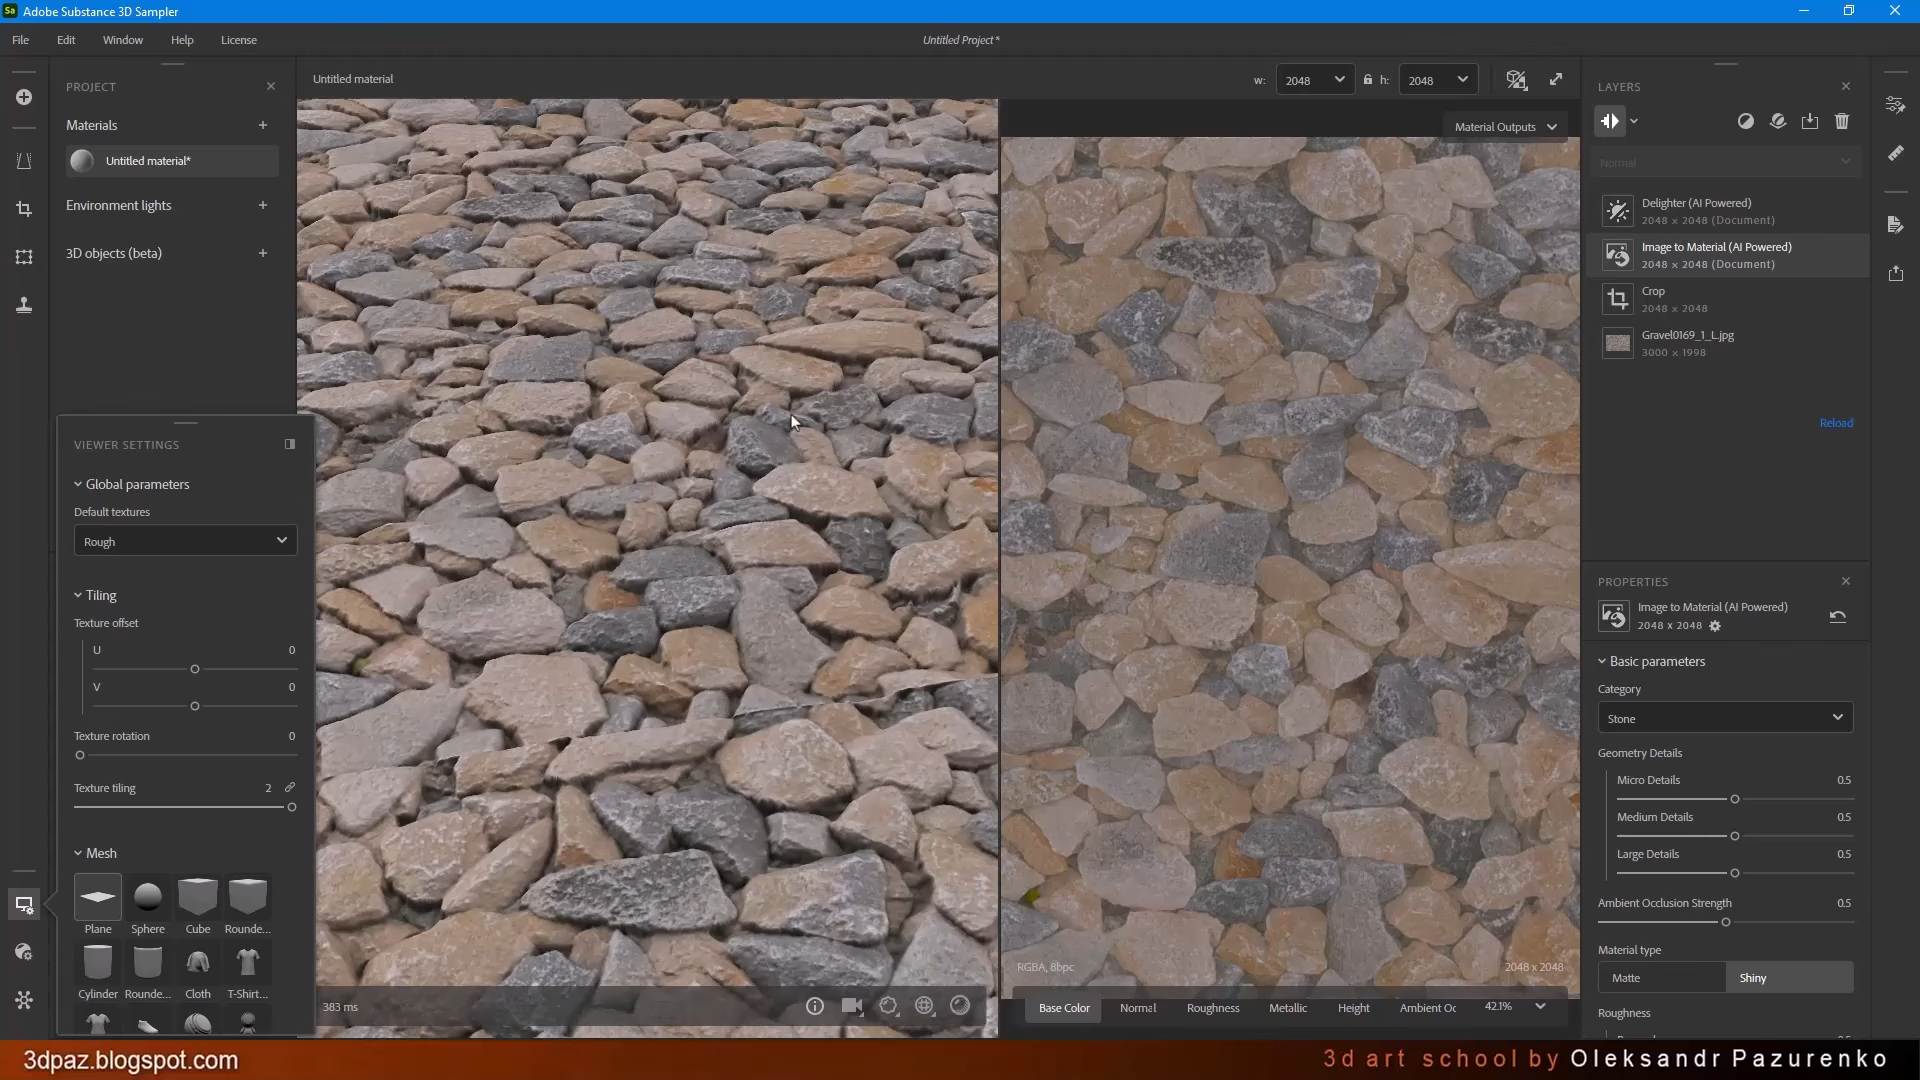 Sa Adobe Substance 3D Sampler
File Edit Window Help License Untitled Project*
PROJECT
Materials
Untitled material*
Environment lights
3D objects (beta)
VIEWER SETTINGS
Global parameters
Default textures
Rough
Tiling
Texture offset
U 0
V 0
Texture rotation 0
Texture tiling 2
Mesh
Plane Sphere Cube Rounde...
Cylinder Rounde... Cloth T-Shirt...
Untitled material w: 2048 h: 2048
Material Outputs
RGBA, 8bpc 2048 x 2048
383 ms
Base Color Normal Roughness Metallic Height Ambient Oc 42.1%
LAYERS
Normal
Delighter (AI Powered)
2048 × 2048 (Document)
Image to Material (AI Powered)
2048 × 2048 (Document)
Crop
2048 × 2048
Gravel0169_1_L.jpg
3000 × 1998
Reload
PROPERTIES
Image to Material (AI Powered)
2048 x 2048
Basic parameters
Category
Stone
Geometry Details
Micro Details 0.5
Medium Details 0.5
Large Details 0.5
Ambient Occlusion Strength 0.5
Material type
Matte Shiny
Roughness
3dpaz.blogspot.com
3d art school by Oleksandr Pazurenko